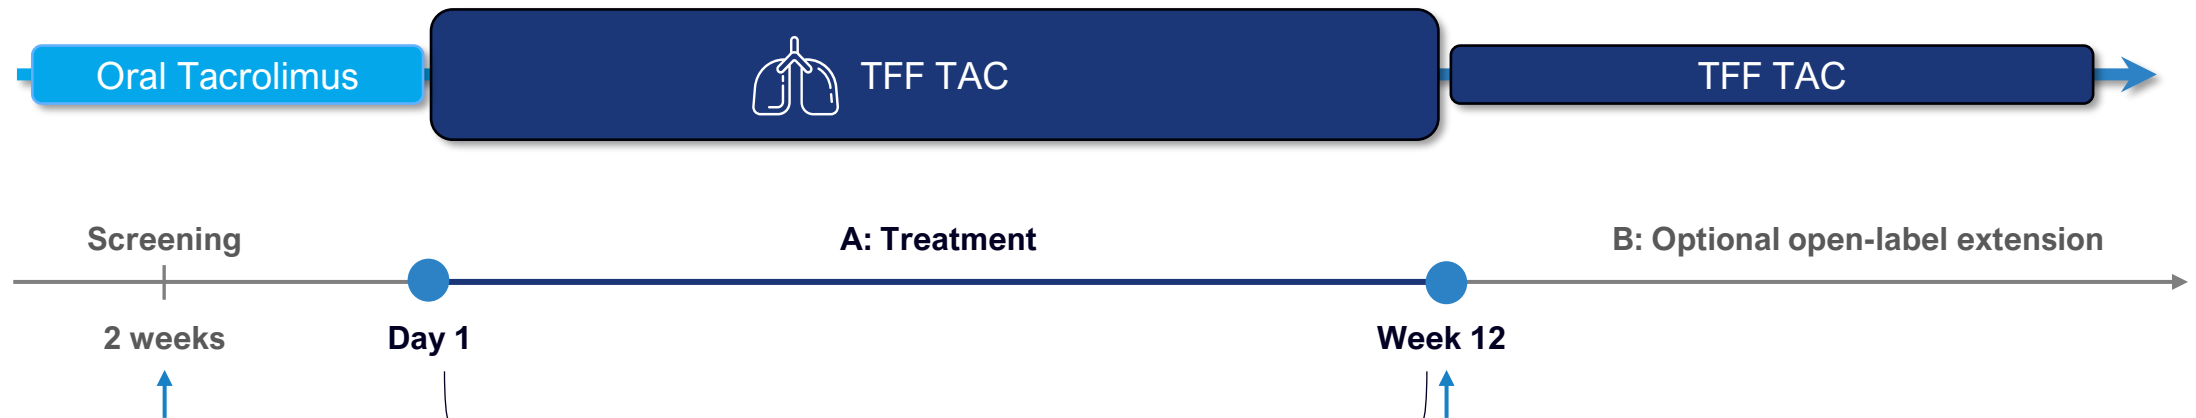 Oral Tacrolimus
TFF TAC
TFF TAC
Screening
A: Treatment
B: Optional open-label extension
2 weeks
Day 1
Week 12